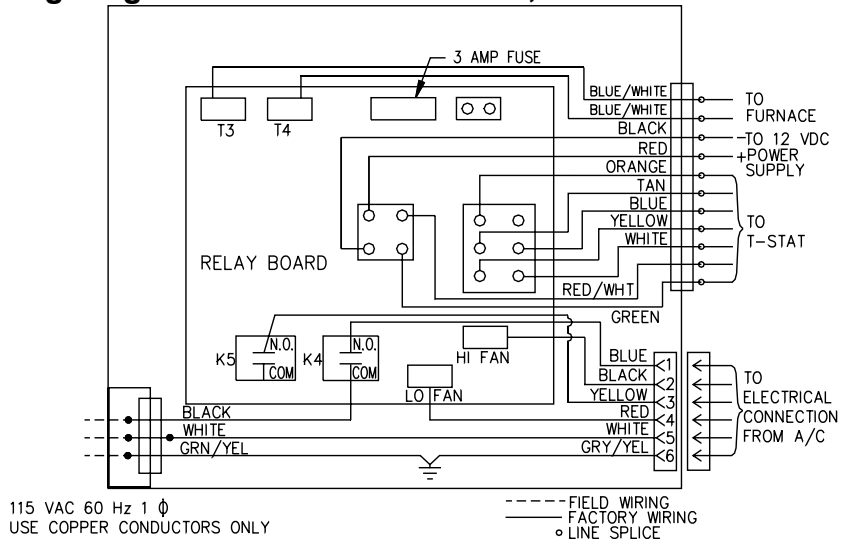 3 AMP FUSE
T3
T4
BLUE/WHITE
BLUE/WHITE
BLACK
RED
ORANGE
TAN
BLUE
YELLOW
WHITE
RED/WHT
GREEN
TO
FURNACE
-TO 12 VDC
+POWER
SUPPLY
TO
T-STAT
RELAY BOARD
K5
N.O.
COM
K4
N.O.
COM
HI FAN
LO FAN
BLUE
BLACK
YELLOW
RED
WHITE
GRY/YEL
1
2
3
4
5
6
TO
ELECTRICAL
CONNECTION
FROM A/C
BLACK
WHITE
GRN/YEL
115 VAC 60 Hz 1 ϕ
USE COPPER CONDUCTORS ONLY
FIELD WIRING
FACTORY WIRING
LINE SPLICE